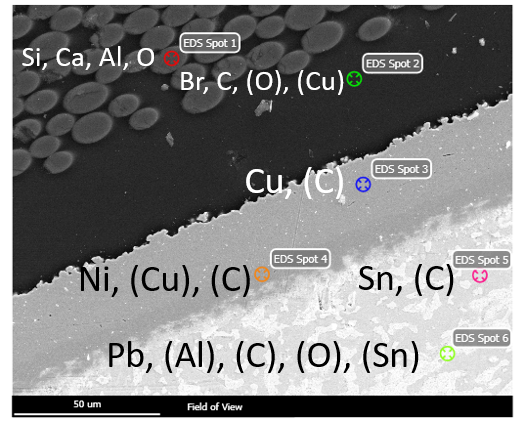 EDS Spot 1
Si, Ca, Al, O
EDS Spot 2
Br, C, (O), (Cu)
EDS Spot 3
Cu, (C)
EDS Spot 4
Ni, (Cu), (C)
EDS Spot 5
Sn, (C)
EDS Spot 6
Pb, (Al), (C), (O), (Sn)
50 um
Field of View